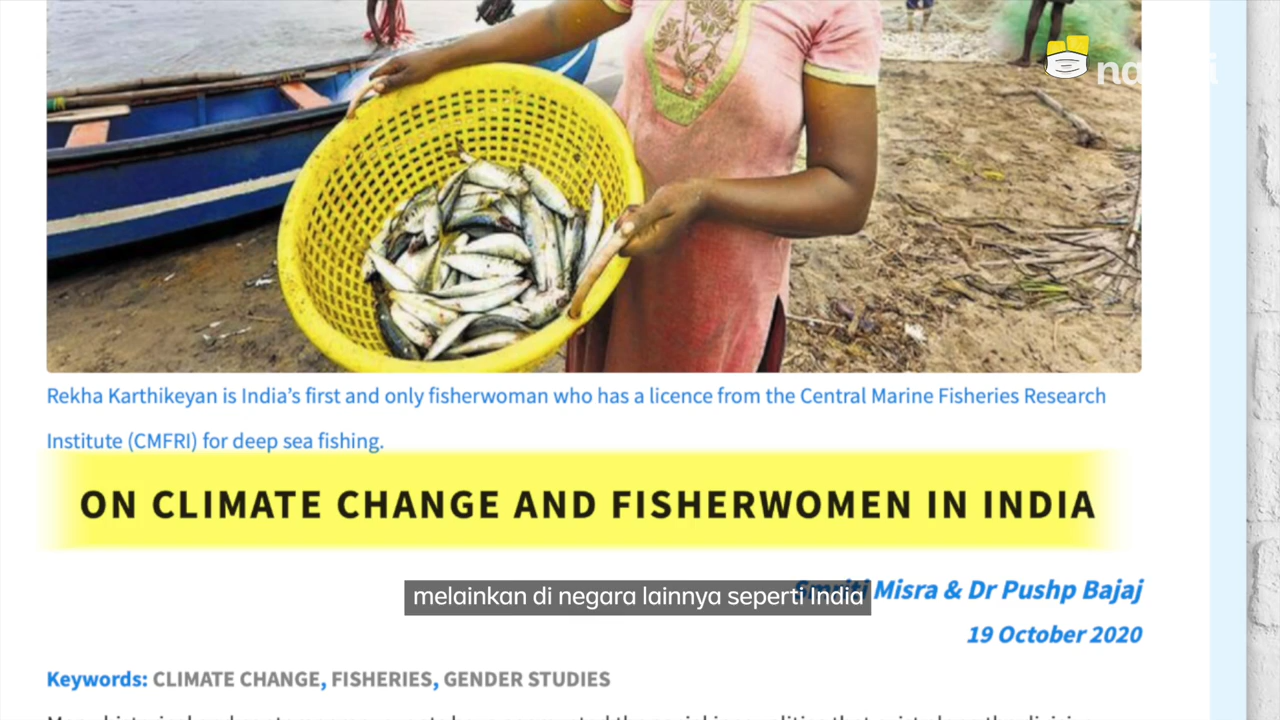 Rekha Karthikeyan is India's first and only fisherwoman who has a licence from the Central Marine Fisheries Research
Institute (CMFRI) for deep sea fishing.
ON CLIMATE CHANGE AND FISHERWOMEN IN INDIA
Misra & Dr Pushp Bajaj
melainkan di negara lainnya seperti India
19 October 2020
Keywords: CLIMATE CHANGE, FISHERIES, GENDER STUDIES